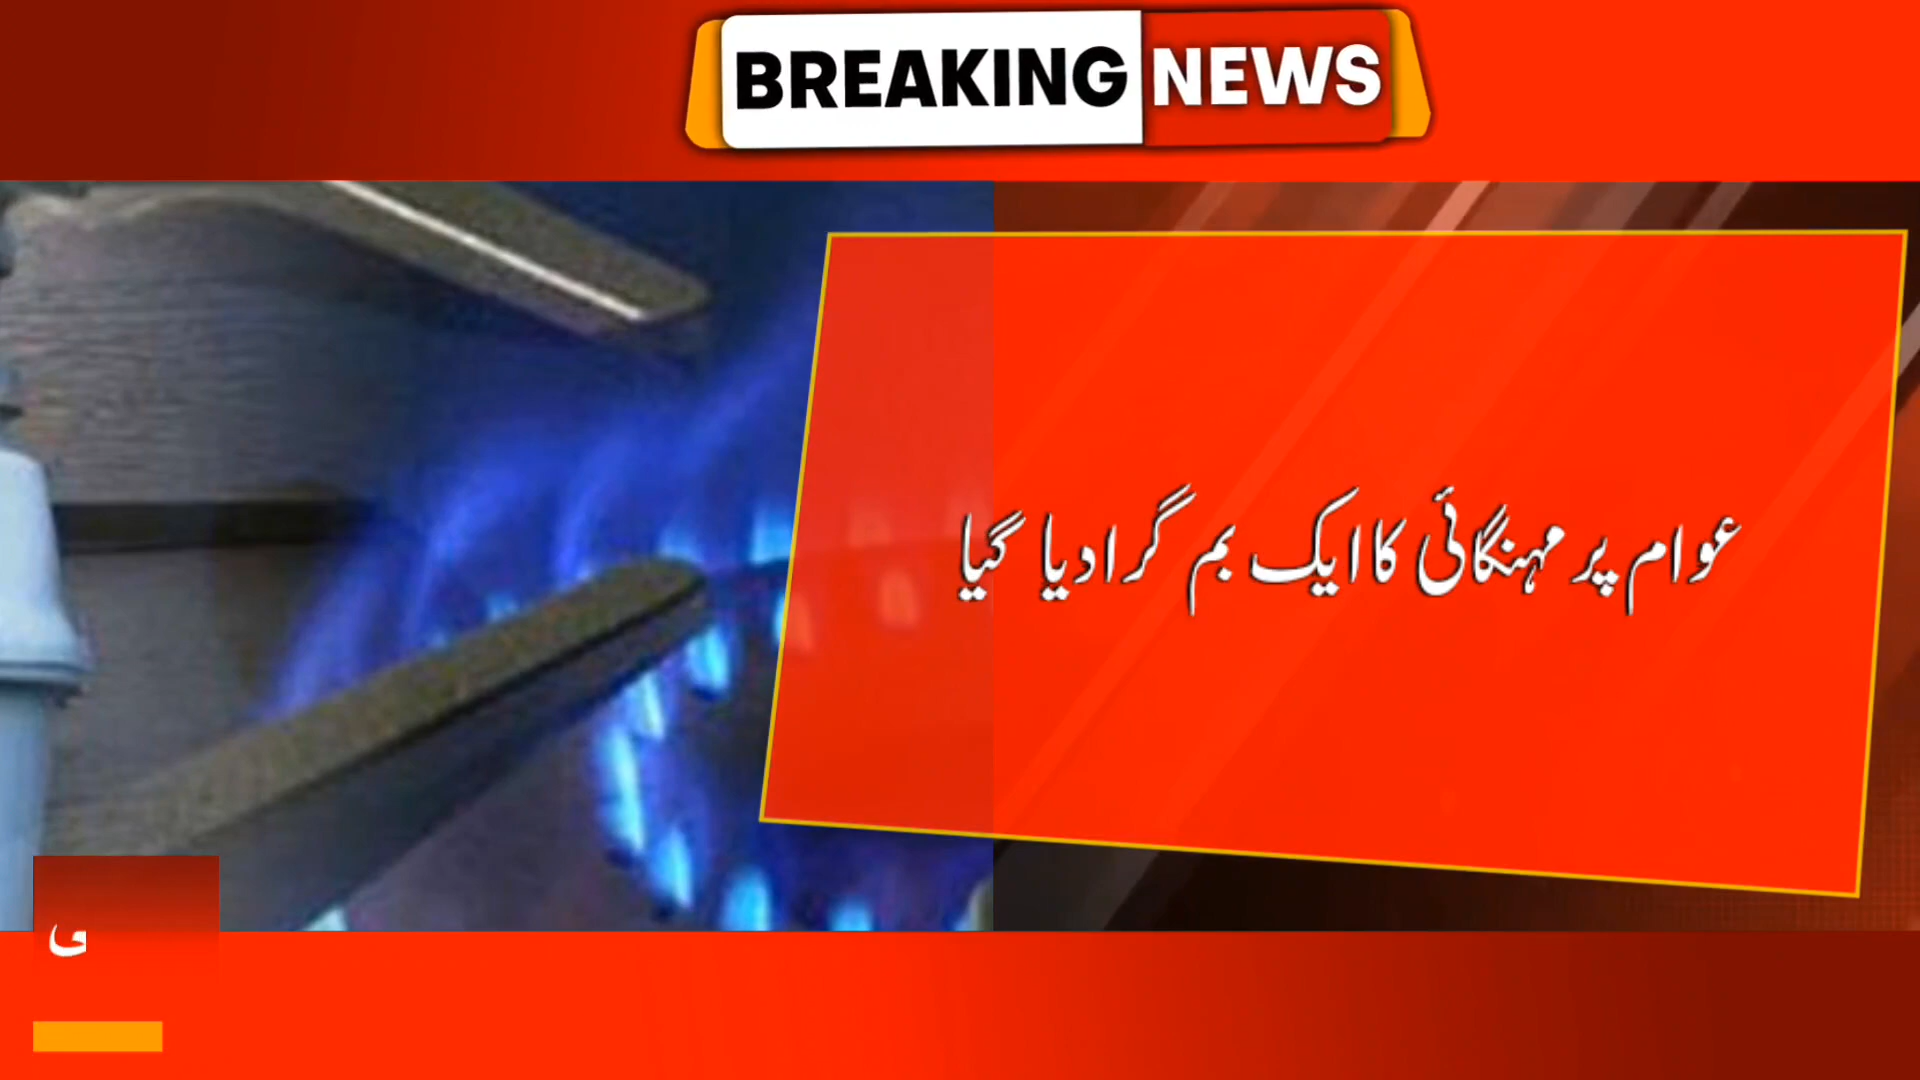 BREAKING NEWS
عوام پر مہنگائی کا ایک بم گرا دیا گیا
ی